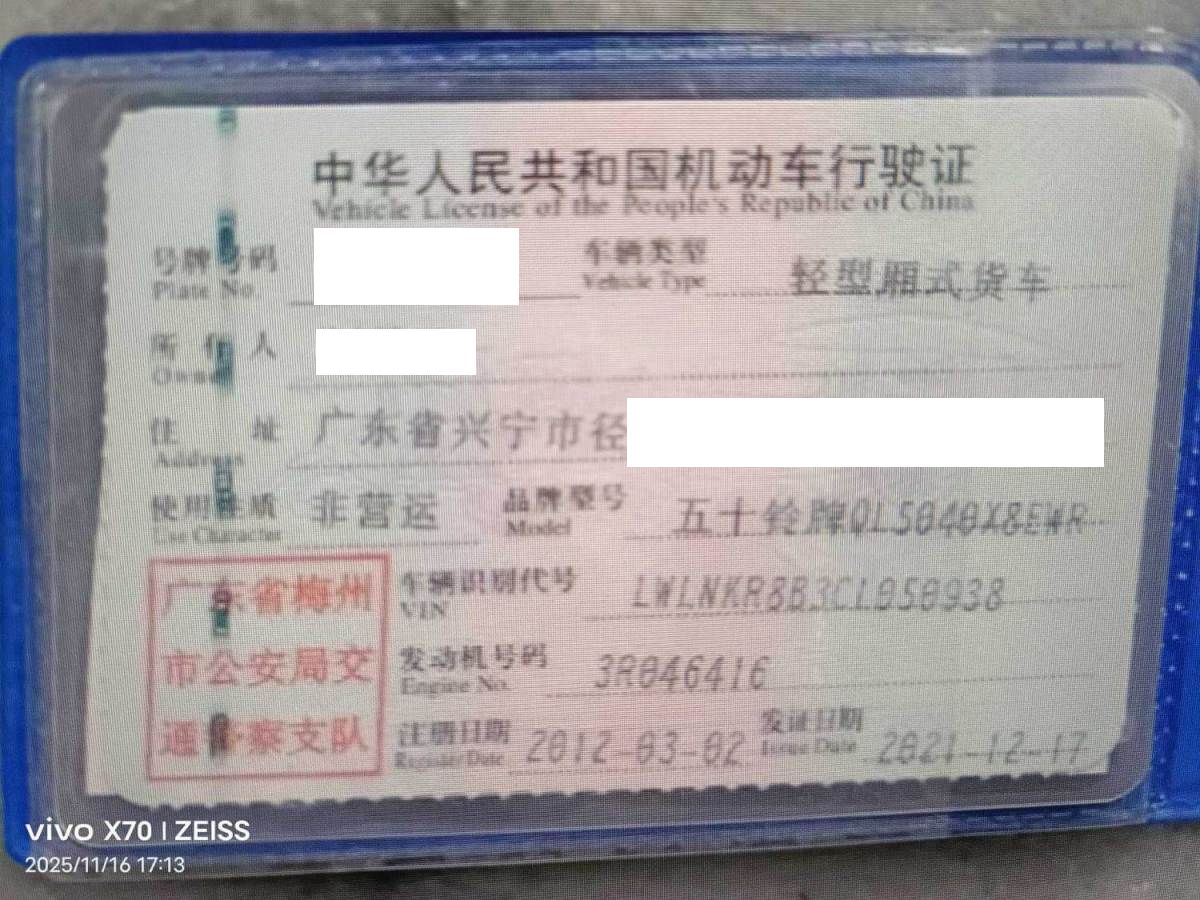 中华人民共和国机动车行驶证
Vehicle License of the People's Republic of China
号牌号码 车辆类型 轻型厢式货车
Plate No. Vehicle Type
所有人
Owner
住址 广东省兴宁市径
Address
使用性质 非营运 品牌型号 五十铃牌QL5040X8EWR
Use Character Model
广东省梅州
市公安局交
通警察支队
车辆识别代号 LWLNKR8B3CL050938
VIN
发动机号码 3R046416
Engine No.
注册日期 2012-03-02 发证日期 2021-12-17
Register Date Issue Date
vivo X70 | ZEISS
2025/11/16 17:13